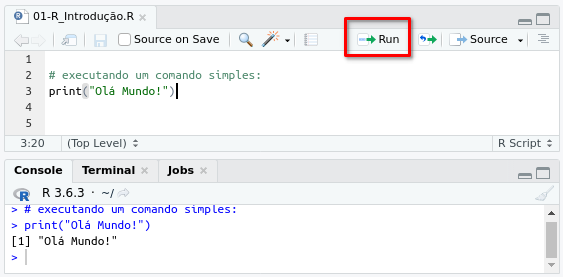 01-R_Introdução.R
Source on Save Run Source
1
2 # executando um comando simples:
3 print("Olá Mundo!")
4
5
3:20 (Top Level) R Script
Console Terminal Jobs
R R 3.6.3 · ~/
> # executando um comando simples:
> print("Olá Mundo!")
[1] "Olá Mundo!"
>